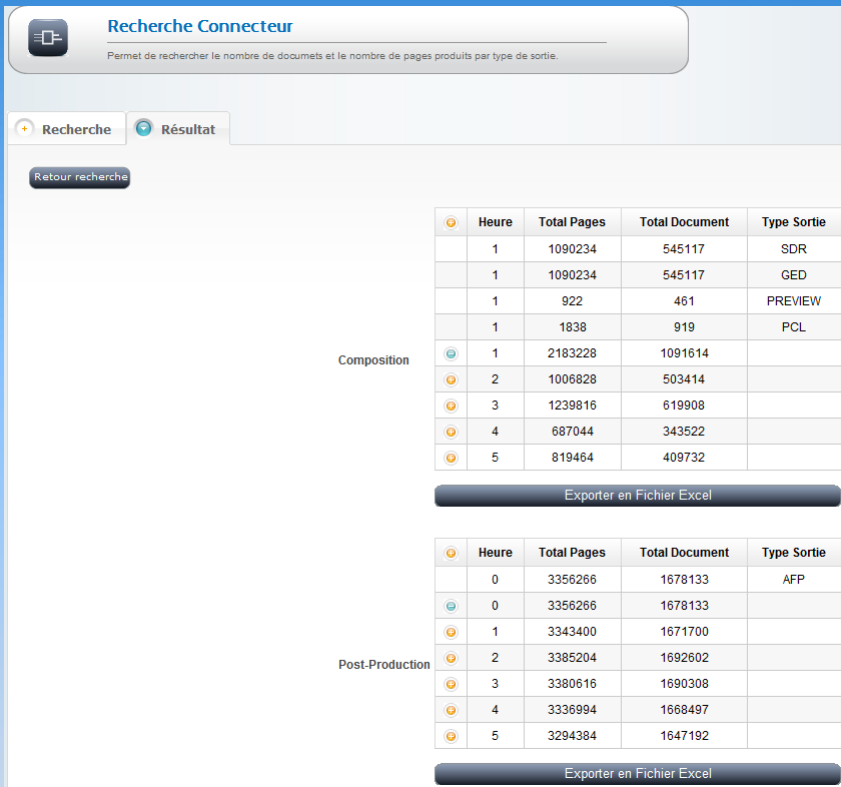 Recherche Connecteur
Permet de rechercher le nombre de documets et le nombre de pages produits par type de sortie.
Recherche Résultat
Retour recherche
Composition
Heure Total Pages Total Document Type Sortie
1 1090234 545117 SDR
1 1090234 545117 GED
1 922 461 PREVIEW
1 1838 919 PCL
1 2183228 1091614
2 1006828 503414
3 1239816 619908
4 687044 343522
5 819464 409732
Exporter en Fichier Excel
Post-Production
Heure Total Pages Total Document Type Sortie
0 3356266 1678133 AFP
0 3356266 1678133
1 3343400 1671700
2 3385204 1692602
3 3380616 1690308
4 3336994 1668497
5 3294384 1647192
Exporter en Fichier Excel